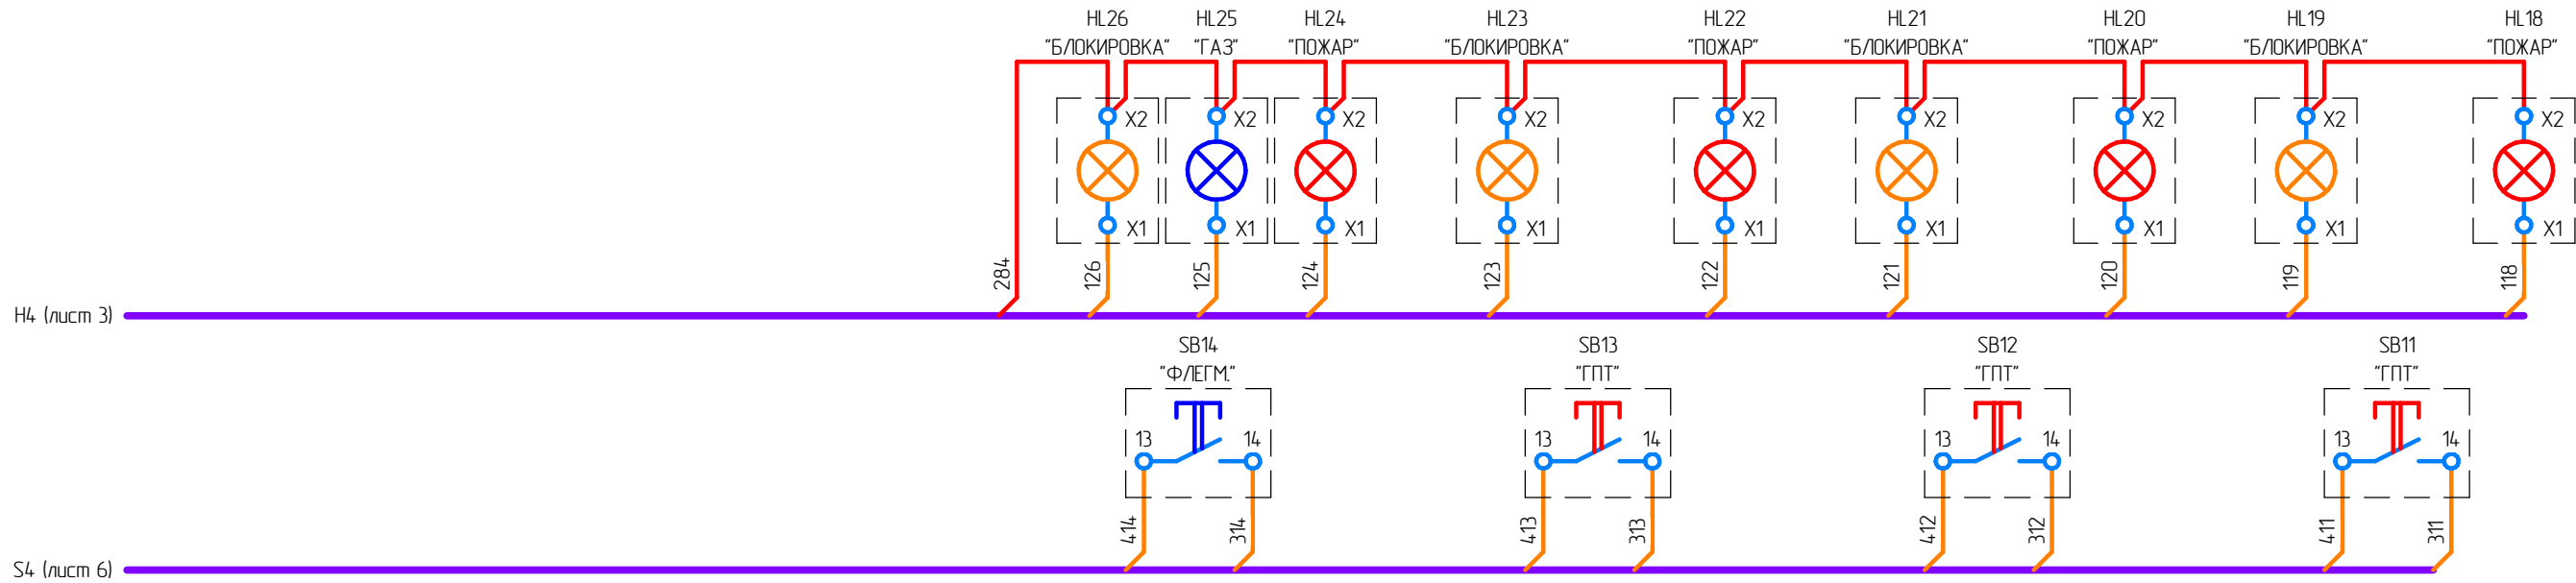 HL26 HL25 HL24 HL23 HL22 HL21 HL20 HL19 HL18
"БЛОКИРОВКА" "ГАЗ" "ПОЖАР" "БЛОКИРОВКА" "ПОЖАР" "БЛОКИРОВКА" "ПОЖАР" "БЛОКИРОВКА" "ПОЖАР"
X2 X2 X2 X2 X2 X2 X2 X2 X2
X1 X1 X1 X1 X1 X1 X1 X1 X1
284 126 125 124 123 122 121 120 119 118
H4 (лист 3)
SB14 SB13 SB12 SB11
"ФЛЕГМ." "ГПТ" "ГПТ" "ГПТ"
13 14 13 14 13 14 13 14
414 314 413 313 412 312 411 311
S4 (лист 6)